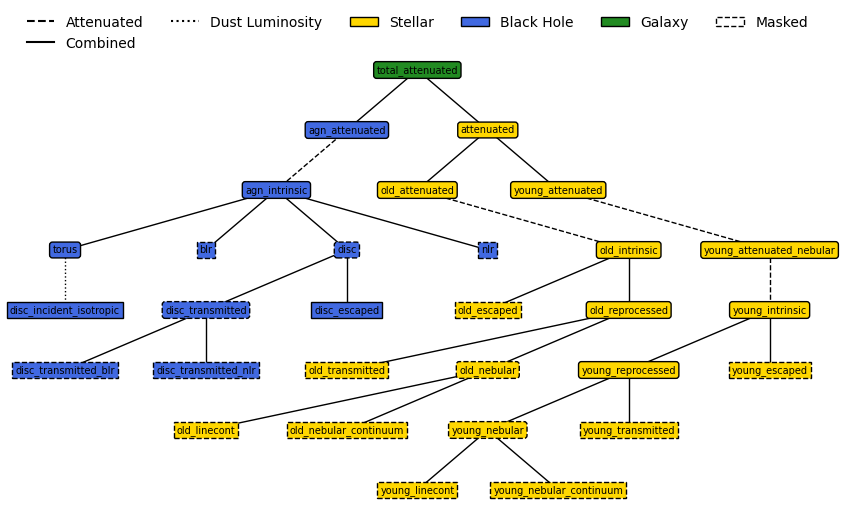 Attenuated
Dust Luminosity
Stellar
Black Hole
Galaxy
Masked
Combined
total_attenuated
agn_attenuated
attenuated
agn_intrinsic
old_attenuated
young_attenuated
torus
blr
disc
nlr
old_intrinsic
young_attenuated_nebular
disc_incident_isotropic
disc_transmitted
disc_escaped
old_escaped
old_reprocessed
young_intrinsic
disc_transmitted_blr
disc_transmitted_nlr
old_transmitted
old_nebular
young_reprocessed
young_escaped
old_linecont
old_nebular_continuum
young_nebular
young_transmitted
young_linecont
young_nebular_continuum